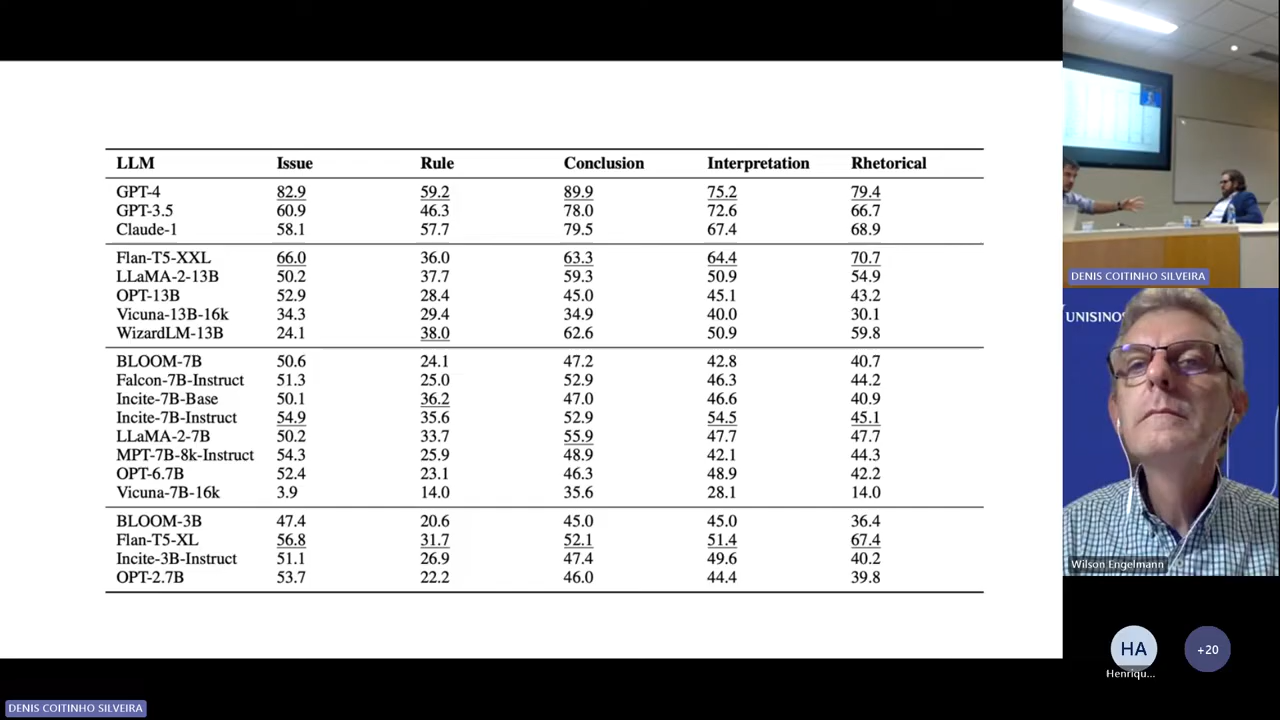 LLM Issue Rule Conclusion Interpretation Rhetorical
GPT-4 82.9 59.2 89.9 75.2 79.4
GPT-3.5 60.9 46.3 78.0 72.6 66.7
Claude-1 58.1 57.7 79.5 67.4 68.9
Flan-T5-XXL 66.0 36.0 63.3 64.4 70.7
LLaMA-2-13B 50.2 37.7 59.3 50.9 54.9
OPT-13B 52.9 28.4 45.0 45.1 43.2
Vicuna-13B-16k 34.3 29.4 34.9 40.0 30.1
WizardLM-13B 24.1 38.0 62.6 50.9 59.8
BLOOM-7B 50.6 24.1 47.2 42.8 40.7
Falcon-7B-Instruct 51.3 25.0 52.9 46.3 44.2
Incite-7B-Base 50.1 36.2 47.0 46.6 40.9
Incite-7B-Instruct 54.9 35.6 52.9 54.5 45.1
LLaMA-2-7B 50.2 33.7 55.9 47.7 47.7
MPT-7B-8k-Instruct 54.3 25.9 48.9 42.1 44.3
OPT-6.7B 52.4 23.1 46.3 48.9 42.2
Vicuna-7B-16k 3.9 14.0 35.6 28.1 14.0
BLOOM-3B 47.4 20.6 45.0 45.0 36.4
Flan-T5-XL 56.8 31.7 52.1 51.4 67.4
Incite-3B-Instruct 51.1 26.9 47.4 49.6 40.2
OPT-2.7B 53.7 22.2 46.0 44.4 39.8
DENIS COITINHO SILVEIRA
UNISINOS
Wilson Engelmann
HA
+20
Henriqu...
DENIS COITINHO SILVEIRA